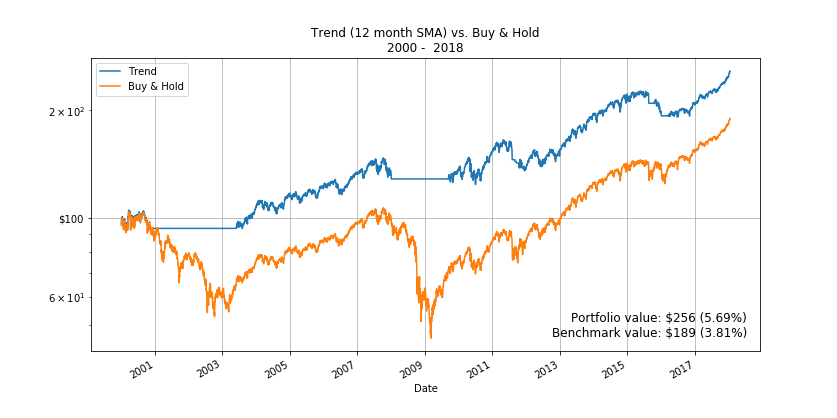 Trend (12 month SMA) vs. Buy & Hold
2000 - 2018
Trend
Buy & Hold
2 × 10²
$100
6 × 10¹
Portfolio value: $256 (5.69%)
Benchmark value: $189 (3.81%)
2001 2003 2005 2007 2009 2011 2013 2015 2017
Date